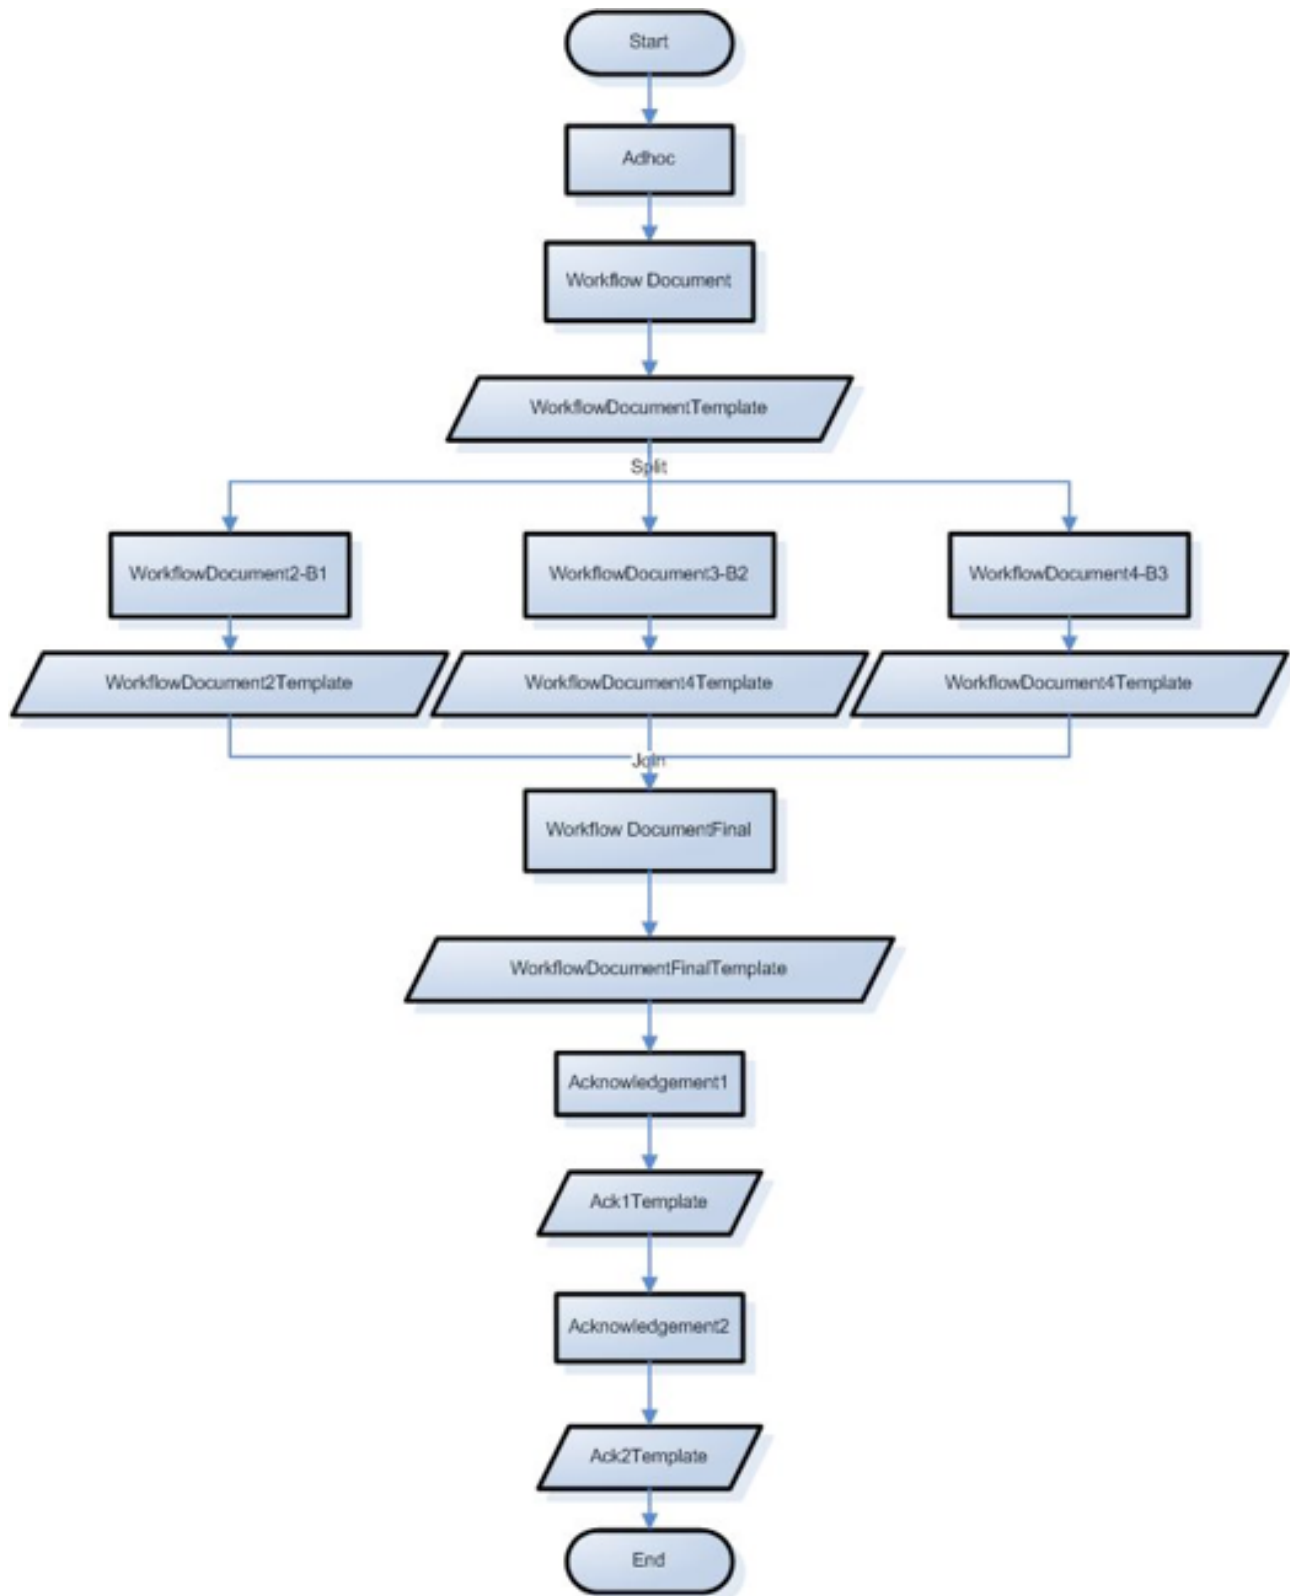 Start
Adhoc
Workflow Document
WorkflowDocumentTemplate
Split
WorkflowDocument2-B1
WorkflowDocument3-B2
WorkflowDocument4-B3
WorkflowDocument2Template
WorkflowDocument4Template
WorkflowDocument4Template
Join
Workflow DocumentFinal
WorkflowDocumentFinalTemplate
Acknowledgement1
Ack1Template
Acknowledgement2
Ack2Template
End